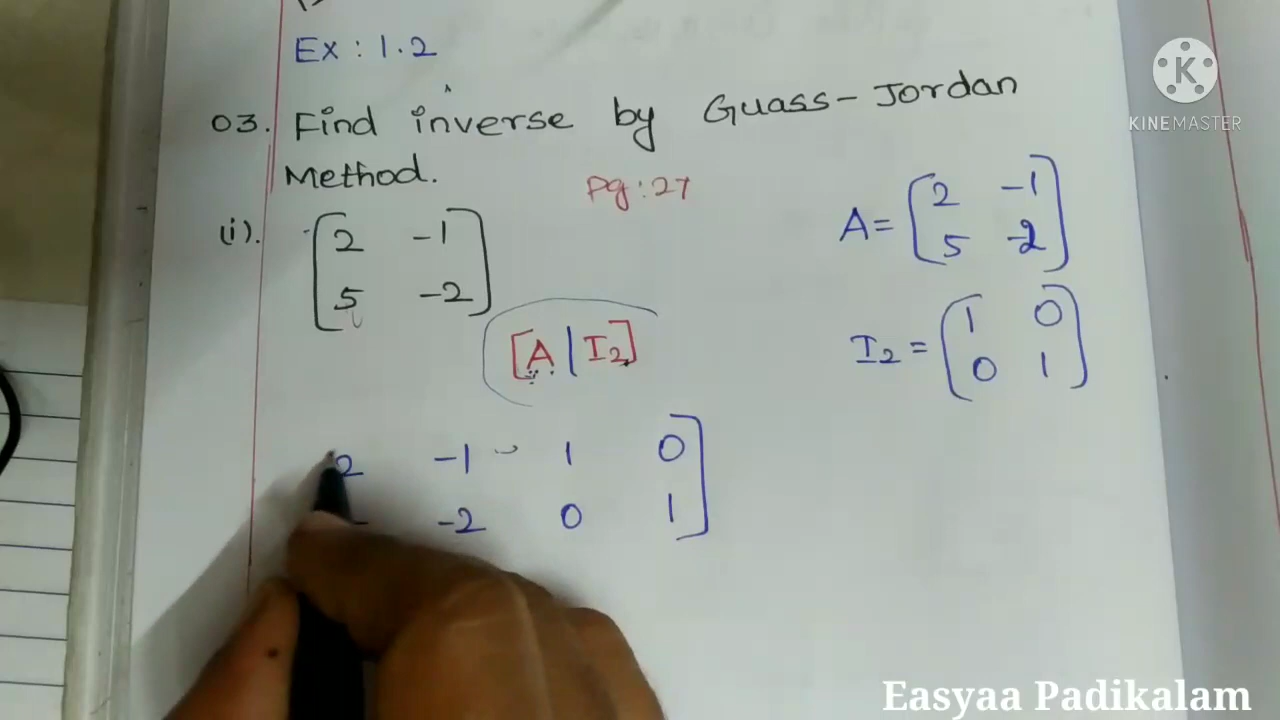 Ex : 1.2
03. Find inverse by Guass-Jordan
Method.
Pg : 27
(i). [2 -1
5 -2]
A = [2 -1
5 -2]
[A | I2]
I2 = [1 0
0 1]
2 -1 1 0
-2 0 1]
K
KINEMASTER
Easyaa Padikalam